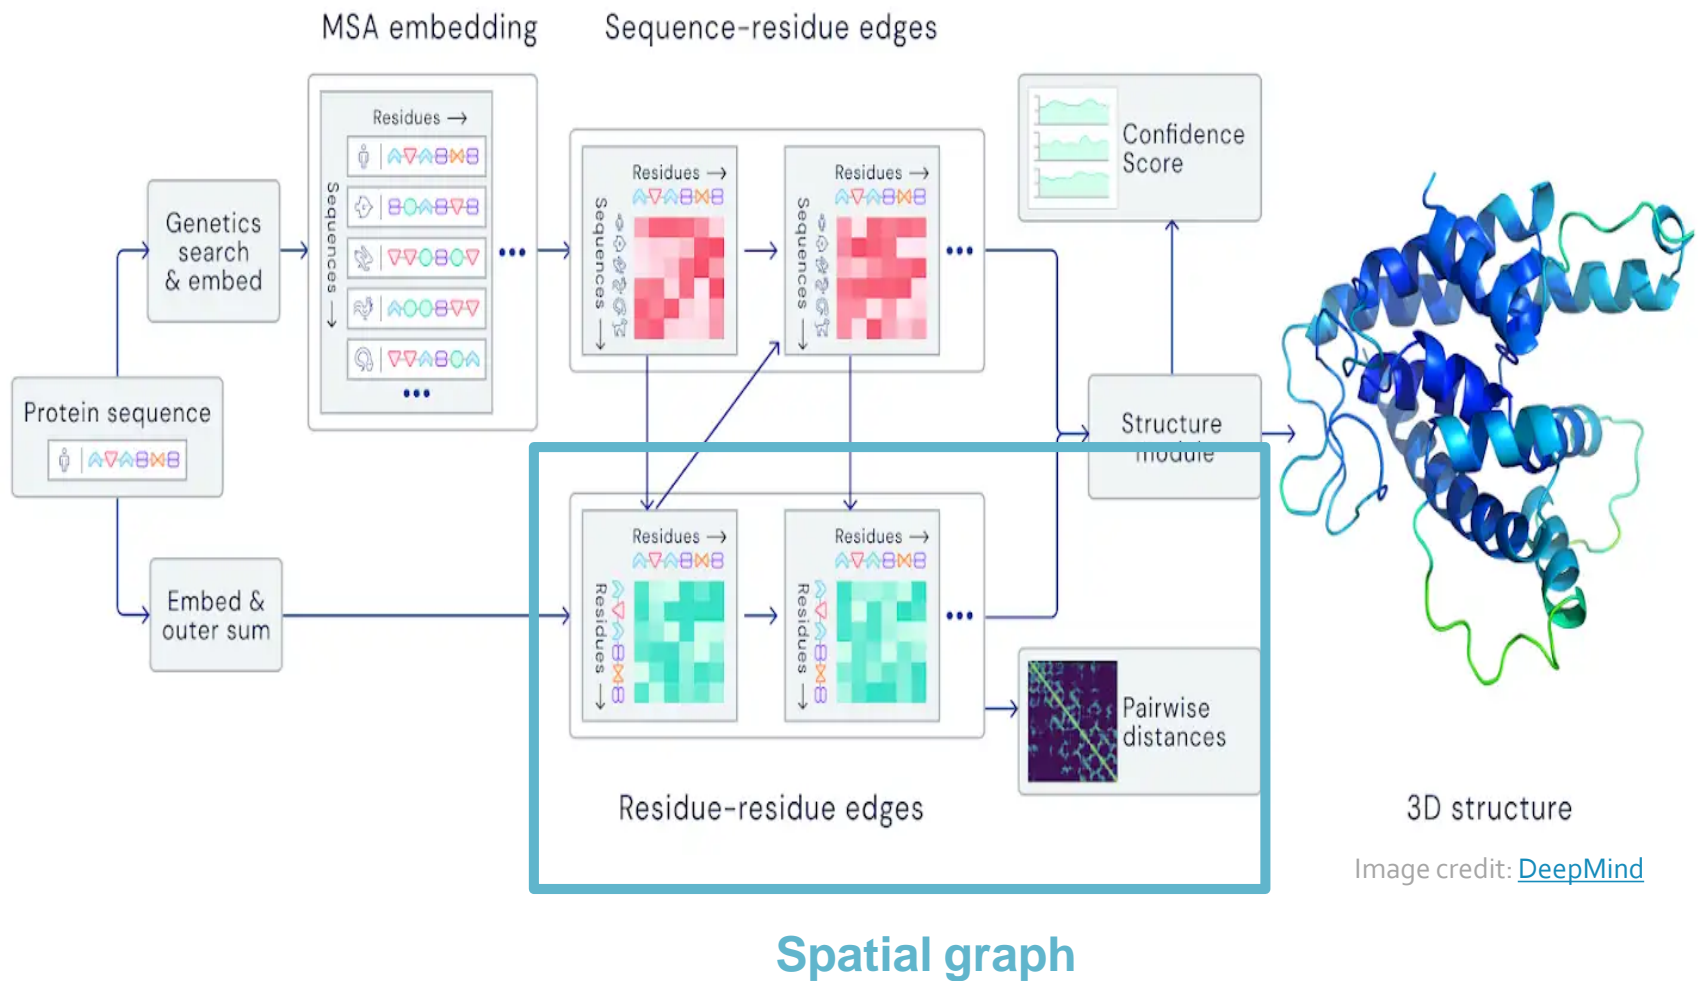 MSA embedding
Sequence-residue edges
Residues →
Sequences →
Genetics
search
& embed
Protein sequence
Embed &
outer sum
Residues →
Sequences →
Residues →
Sequences →
Confidence
Score
Structure
module
Residues →
Residues →
Residues →
Residues →
Pairwise
distances
Residue-residue edges
3D structure
Image credit: DeepMind
Spatial graph